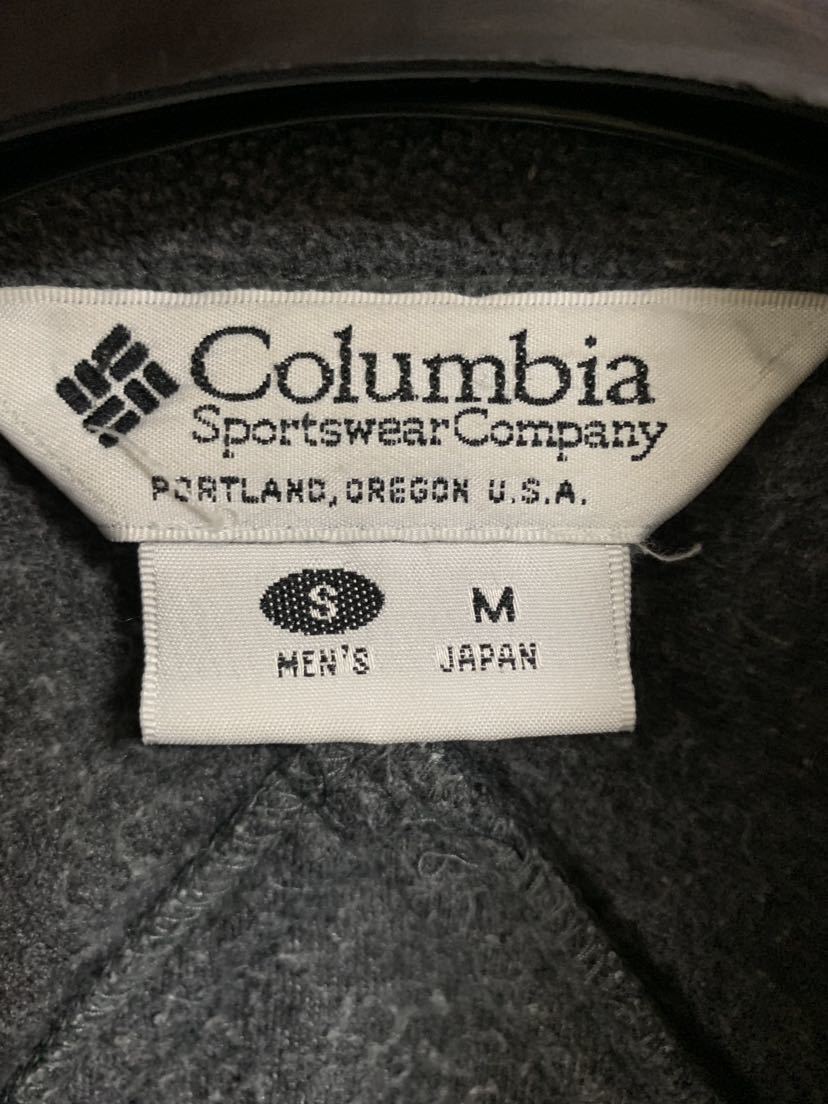 Columbia
Sportswear Company
PORTLAND, OREGON U.S.A.
S M
MEN'S JAPAN